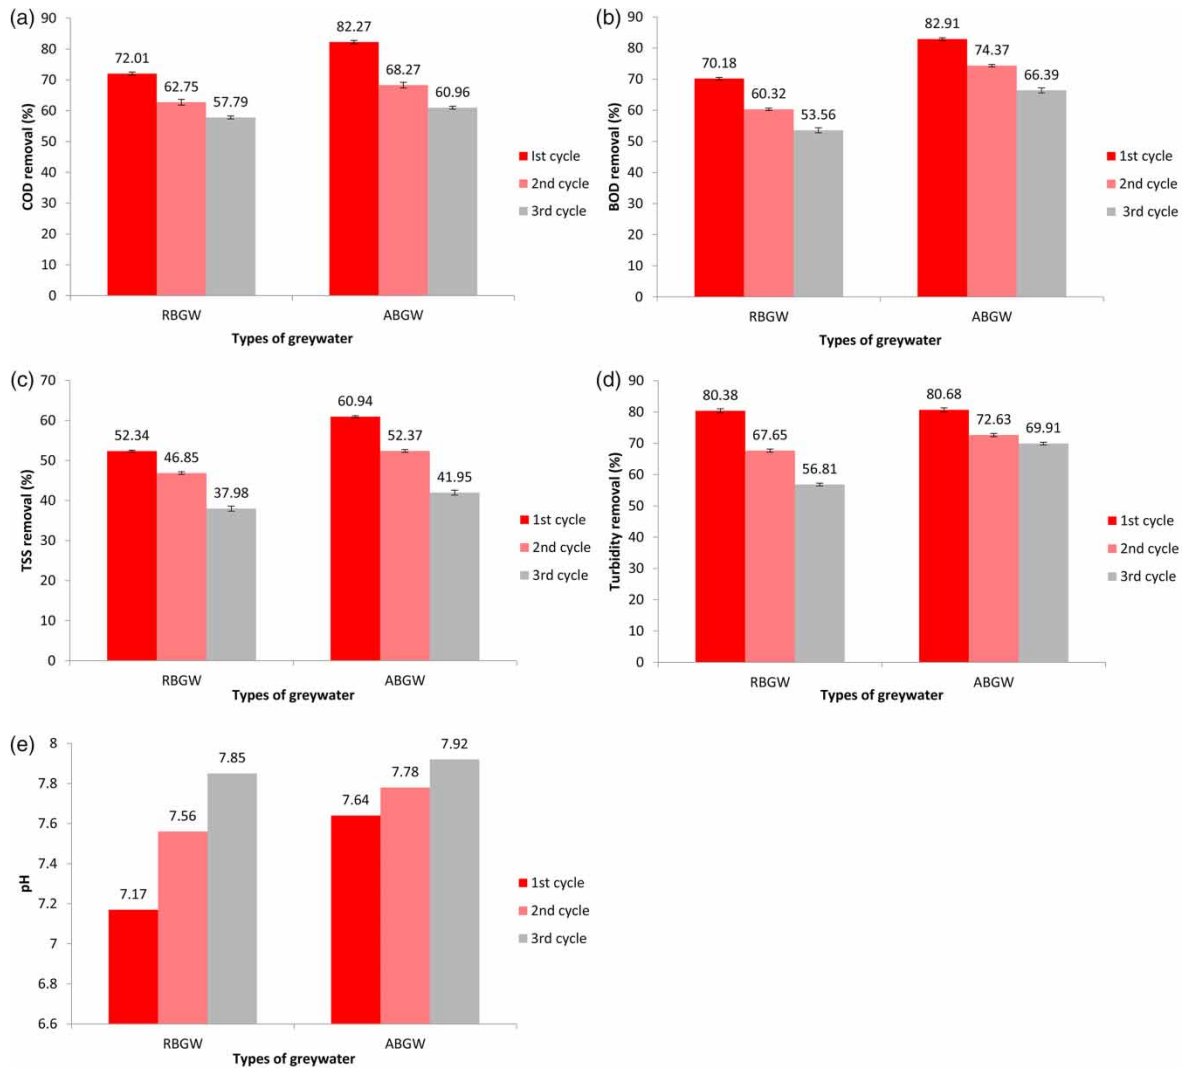 (a)
90
80
70
60
50
40
30
20
10
0
COD removal (%)
72.01
62.75
57.79
82.27
68.27
60.96
RBGW
ABGW
Types of greywater
Ist cycle
2nd cycle
3rd cycle
(b)
90
80
70
60
50
40
30
20
10
0
BOD removal (%)
70.18
60.32
53.56
82.91
74.37
66.39
RBGW
ABGW
Types of greywater
1st cycle
2nd cycle
3rd cycle
(c)
70
60
50
40
30
20
10
0
TSS removal (%)
52.34
46.85
37.98
60.94
52.37
41.95
RBGW
ABGW
Types of greywater
1st cycle
2nd cycle
3rd cycle
(d)
90
80
70
60
50
40
30
20
10
0
Turbidity removal (%)
80.38
67.65
56.81
80.68
72.63
69.91
RBGW
ABGW
Types of greywater
1st cycle
2nd cycle
3rd cycle
(e)
8
7.8
7.6
7.4
7.2
7
6.8
6.6
pH
7.17
7.56
7.85
7.64
7.78
7.92
RBGW
ABGW
Types of greywater
1st cycle
2nd cycle
3rd cycle